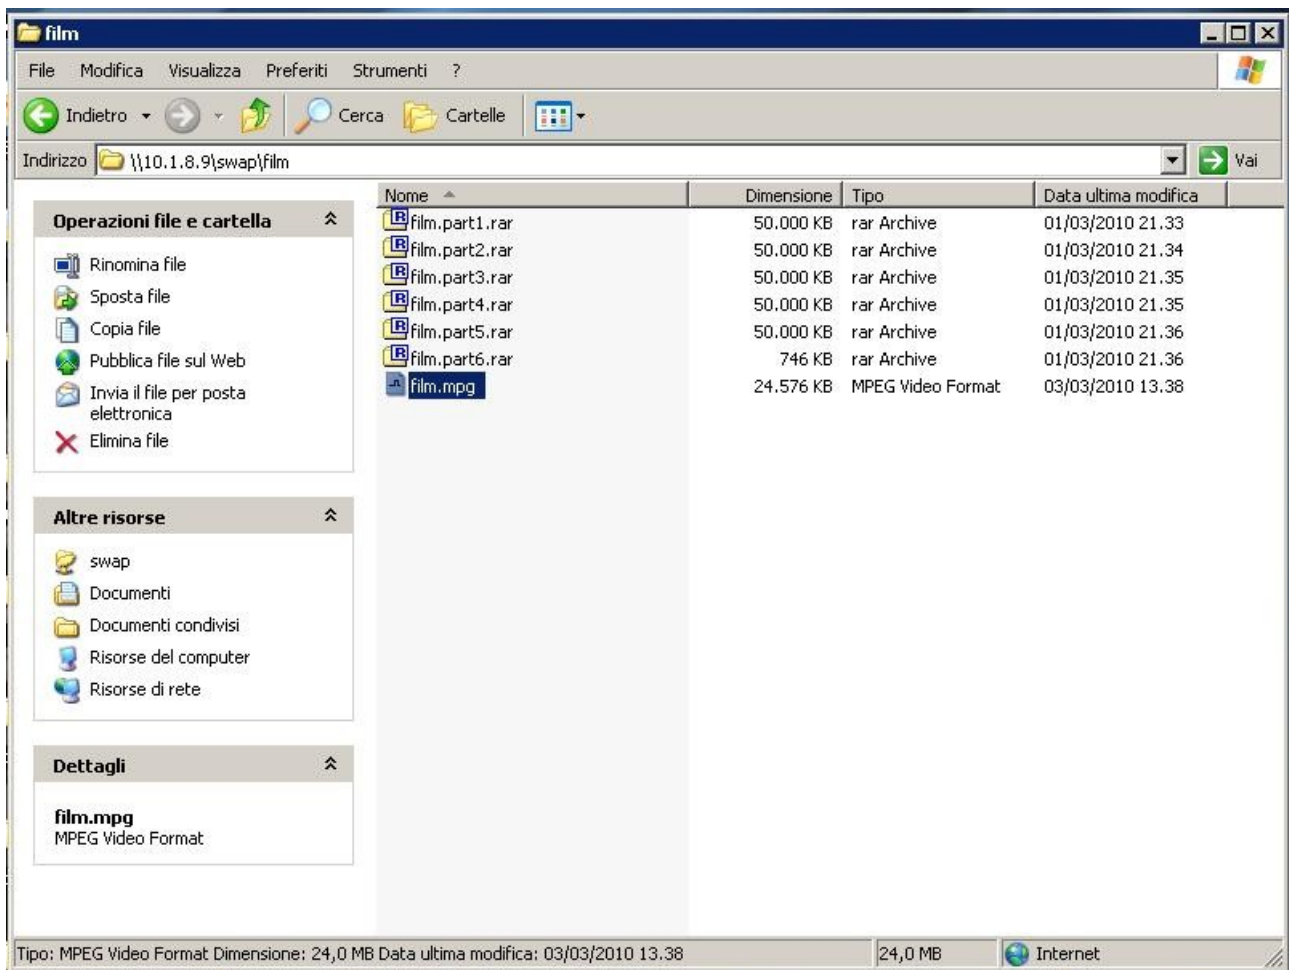 film
File Modifica Visualizza Preferiti Strumenti ?
Indietro Cerca Cartelle
Indirizzo \\10.1.8.9\swap\film Vai
Operazioni file e cartella
Rinomina file
Sposta file
Copia file
Pubblica file sul Web
Invia il file per posta
elettronica
Elimina file
Altre risorse
swap
Documenti
Documenti condivisi
Risorse del computer
Risorse di rete
Dettagli
film.mpg
MPEG Video Format
Nome Dimensione Tipo Data ultima modifica
film.part1.rar 50.000 KB rar Archive 01/03/2010 21.33
film.part2.rar 50.000 KB rar Archive 01/03/2010 21.34
film.part3.rar 50.000 KB rar Archive 01/03/2010 21.35
film.part4.rar 50.000 KB rar Archive 01/03/2010 21.35
film.part5.rar 50.000 KB rar Archive 01/03/2010 21.36
film.part6.rar 746 KB rar Archive 01/03/2010 21.36
film.mpg 24.576 KB MPEG Video Format 03/03/2010 13.38
Tipo: MPEG Video Format Dimensione: 24,0 MB Data ultima modifica: 03/03/2010 13.38 24,0 MB Internet